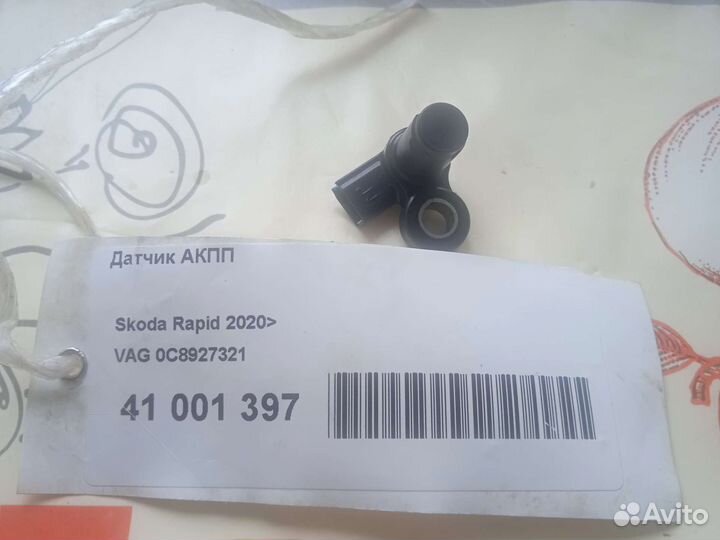 Датчик АКПП
Skoda Rapid 2020>
VAG 0C8927321
41 001 397
Avito